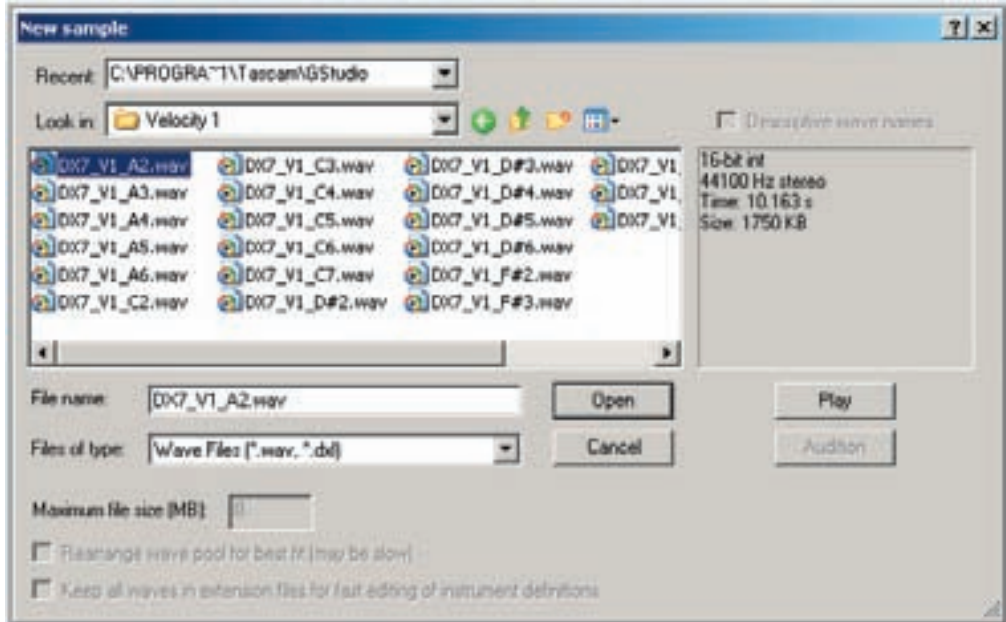 New sample
Recent: C:\PROGRA~1\Tascam\GStudio
Look in: Velocity 1
Descriptive wave names
DX7_V1_A2.wav DX7_V1_C3.wav DX7_V1_D#3.wav DX7_V1
DX7_V1_A3.wav DX7_V1_C4.wav DX7_V1_D#4.wav DX7_V1
DX7_V1_A4.wav DX7_V1_C5.wav DX7_V1_D#5.wav DX7_V1
DX7_V1_A5.wav DX7_V1_C6.wav DX7_V1_D#6.wav
DX7_V1_A6.wav DX7_V1_C7.wav DX7_V1_F#2.wav
DX7_V1_C2.wav DX7_V1_D#2.wav DX7_V1_F#3.wav
16-bit int
44100 Hz stereo
Time: 10.163 s
Size: 1750 KB
File name: DX7_V1_A2.wav Open Play
Files of type: Wave Files (*.wav, *.dxl) Cancel Audition
Maximum file size (MB): 0
Rearrange wave pool for best fit (may be slow)
Keep all waves in extension files for fast editing of instrument definitions